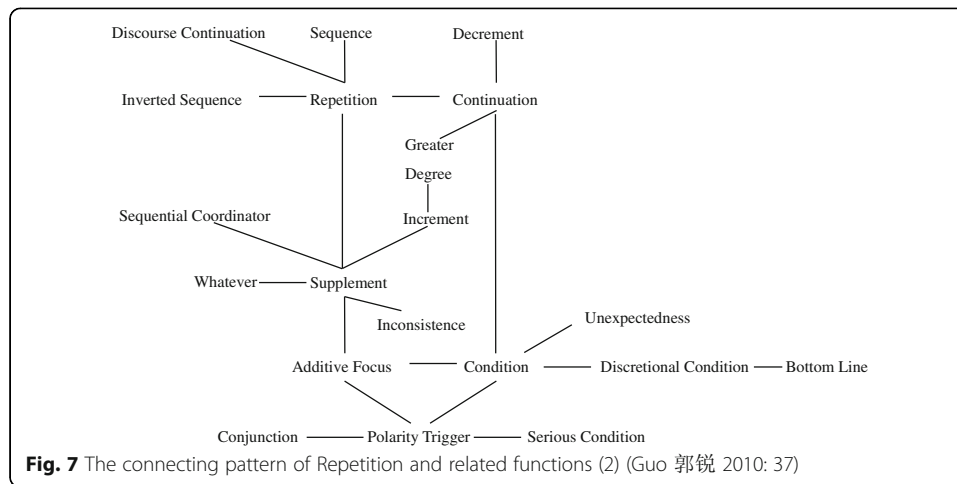 Discourse Continuation Sequence Decrement
Inverted Sequence Repetition Continuation
Greater
Degree
Sequential Coordinator Increment
Whatever Supplement
Inconsistence Unexpectedness
Additive Focus Condition Discretional Condition Bottom Line
Conjunction Polarity Trigger Serious Condition
Fig. 7 The connecting pattern of Repetition and related functions (2) (Guo 郭锐 2010: 37)